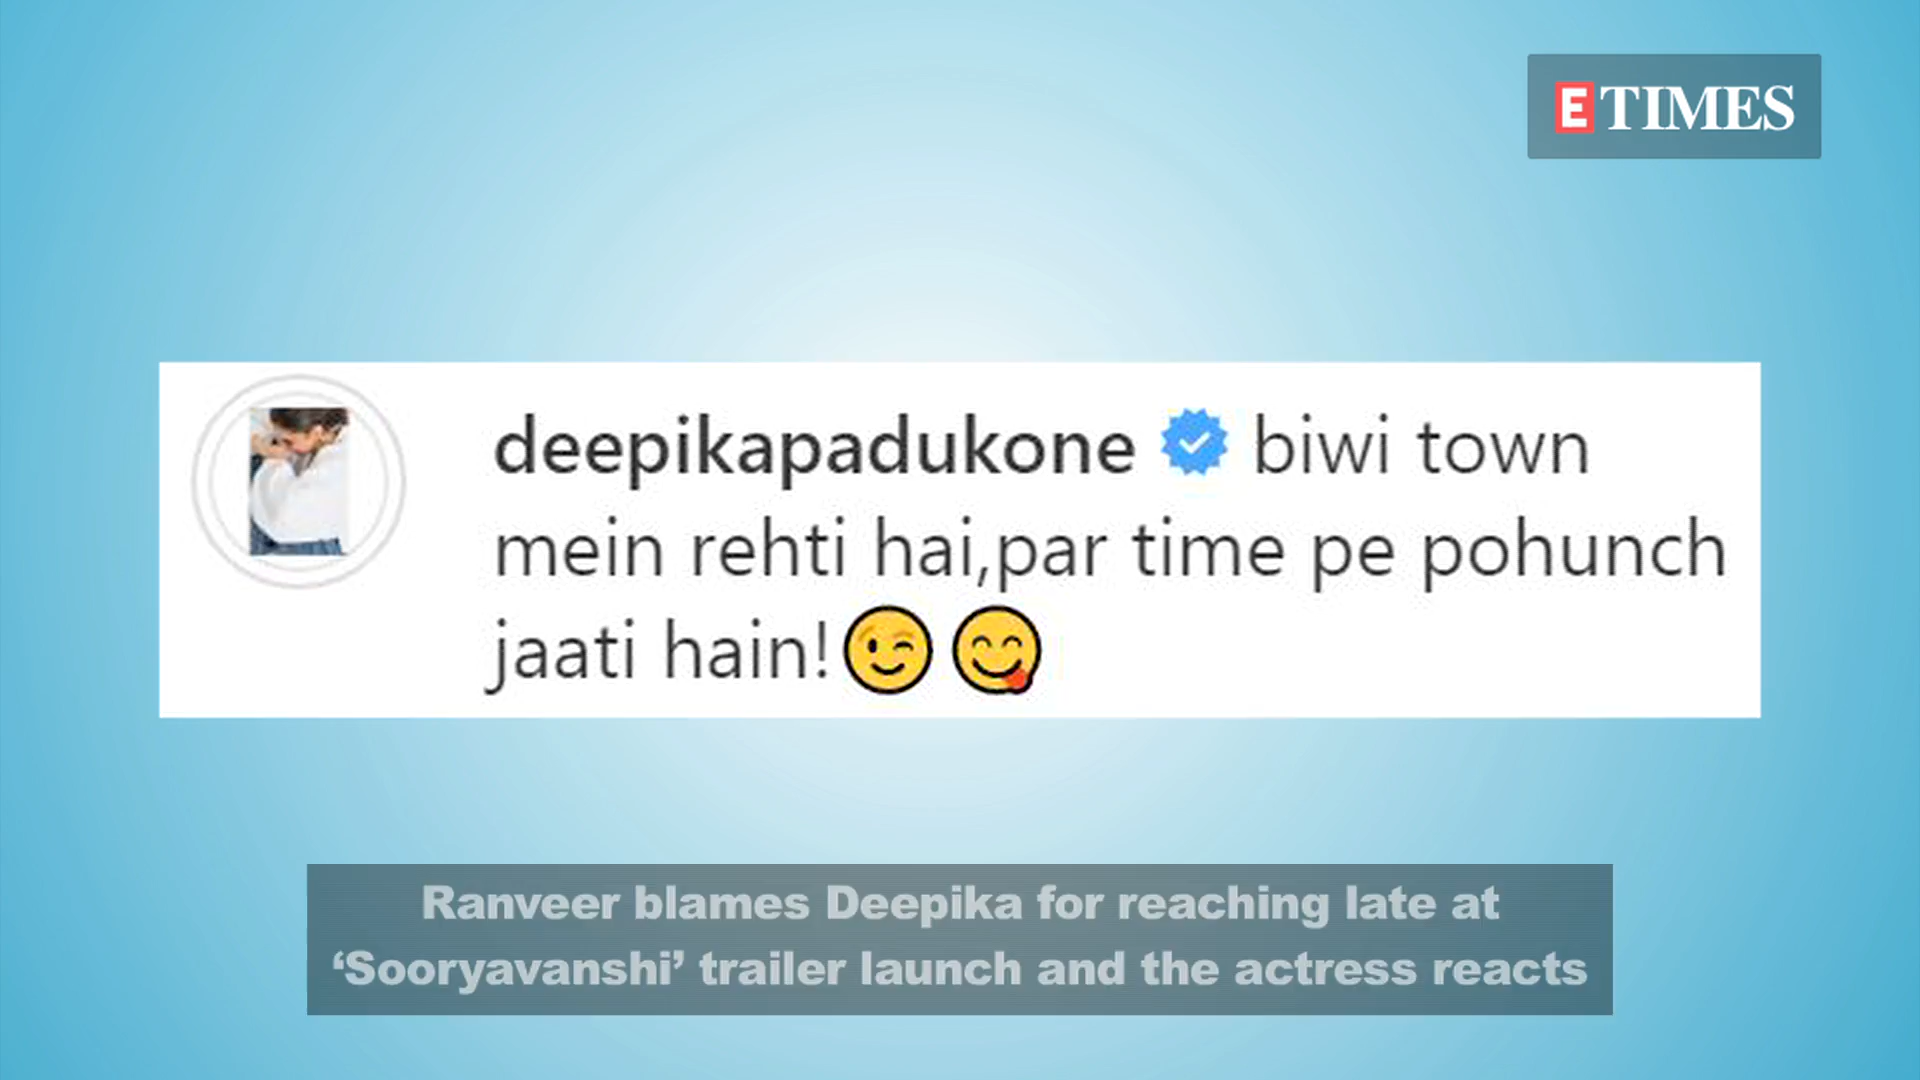 E TIMES
deepikapadukone biwi town
mein rehti hai,par time pe pohunch
jaati hain!😉😋
Ranveer blames Deepika for reaching late at
‘Sooryavanshi’ trailer launch and the actress reacts